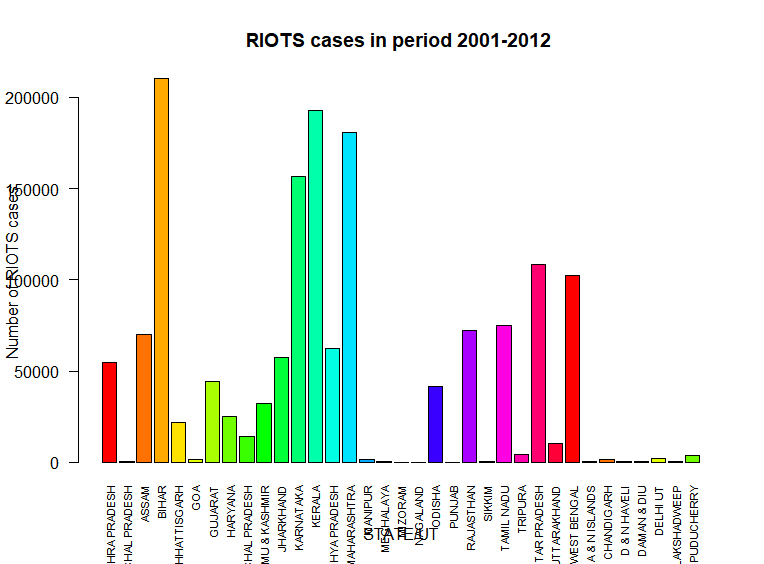 RIOTS cases in period 2001-2012
Number of RIOTS cases
200000
150000
100000
50000
0
HRA PRADESH
CHAL PRADESH
ASSAM
BIHAR
HHATTISGARH
GOA
GUJARAT
HARYANA
CHAL PRADESH
MU & KASHMIR
JHARKHAND
KARNATAKA
KERALA
HYA PRADESH
MAHARASHTRA
MANIPUR
MEGHALAYA
MIZORAM
NAGALAND
ODISHA
PUNJAB
RAJASTHAN
SIKKIM
TAMIL NADU
TRIPURA
TAR PRADESH
UTTARAKHAND
WEST BENGAL
A & N ISLANDS
CHANDIGARH
D & N HAVELI
DAMAN & DIU
DELHI UT
LAKSHADWEEP
PUDUCHERRY
STATE/UT